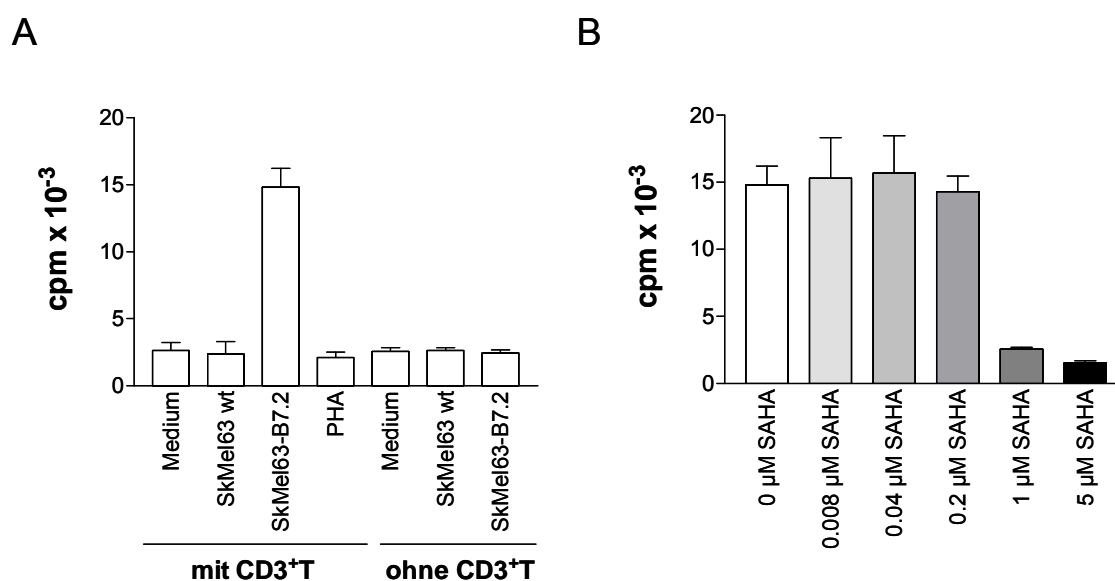 A
cpm x 10⁻³
20
15
10
5
0
Medium
SkMel63 wt
SkMel63-B7.2
PHA
Medium
SkMel63 wt
SkMel63-B7.2
mit CD3⁺T
ohne CD3⁺T
B
cpm x 10⁻³
20
15
10
5
0
0 µM SAHA
0.008 µM SAHA
0.04 µM SAHA
0.2 µM SAHA
1 µM SAHA
5 µM SAHA